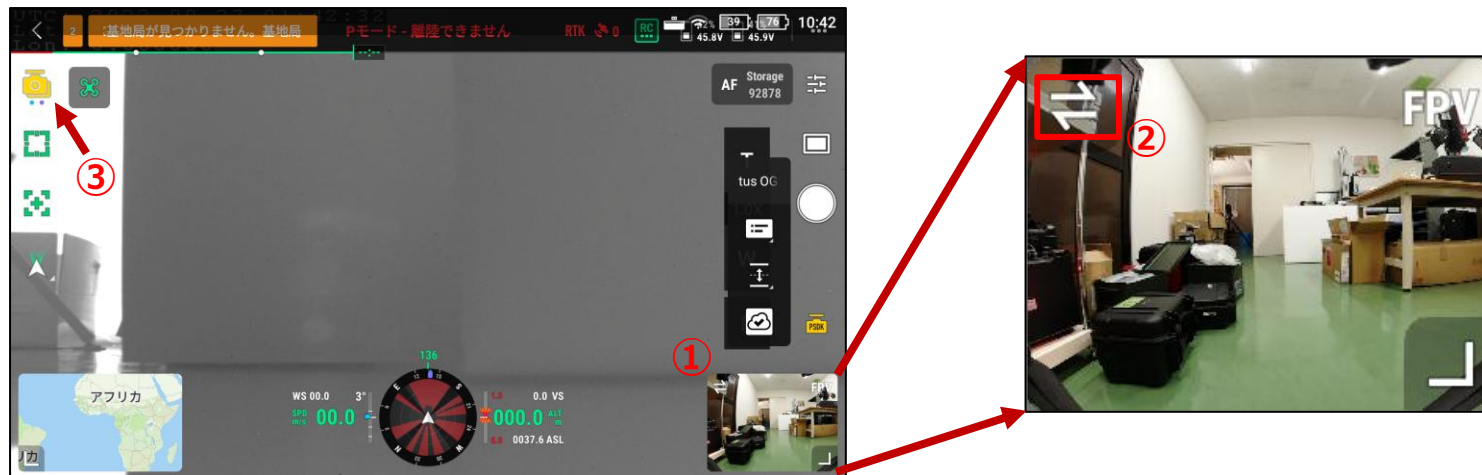 2
:基地局が見つかりません。基地局
Pモード - 離陸できません
RTK 0
RC
39
76
10:42
45.8V
45.9V
--:--
AF
Storage
92878
③
tus OG
PSDK
①
136
アフリカ
リカ
WS 00.0
3°
0.0 VS
SPD
m/s
00.0
000.0
ALT
m
0037.6 ASL
N
E
S
W
FPV
②
FPV